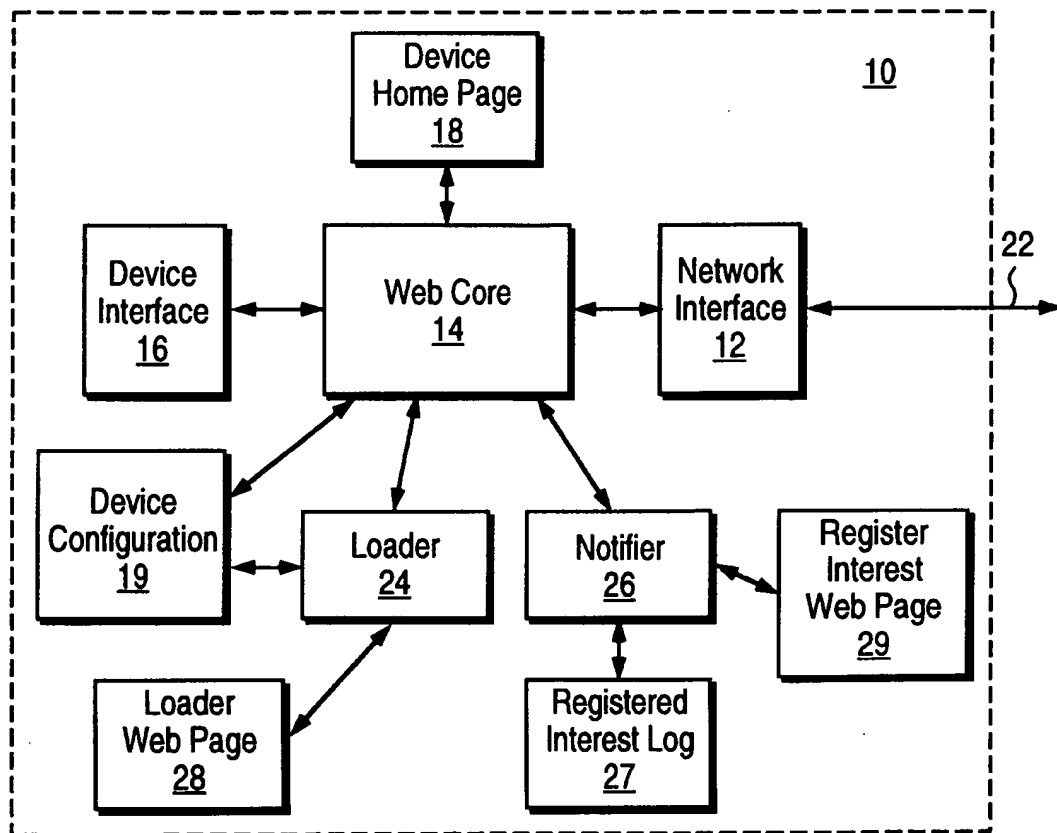 Device
Home Page
18
10
Device
Interface
16
Web Core
14
Network
Interface
12
22
Device
Configuration
19
Loader
24
Notifier
26
Register
Interest
Web Page
29
Loader
Web Page
28
Registered
Interest Log
27